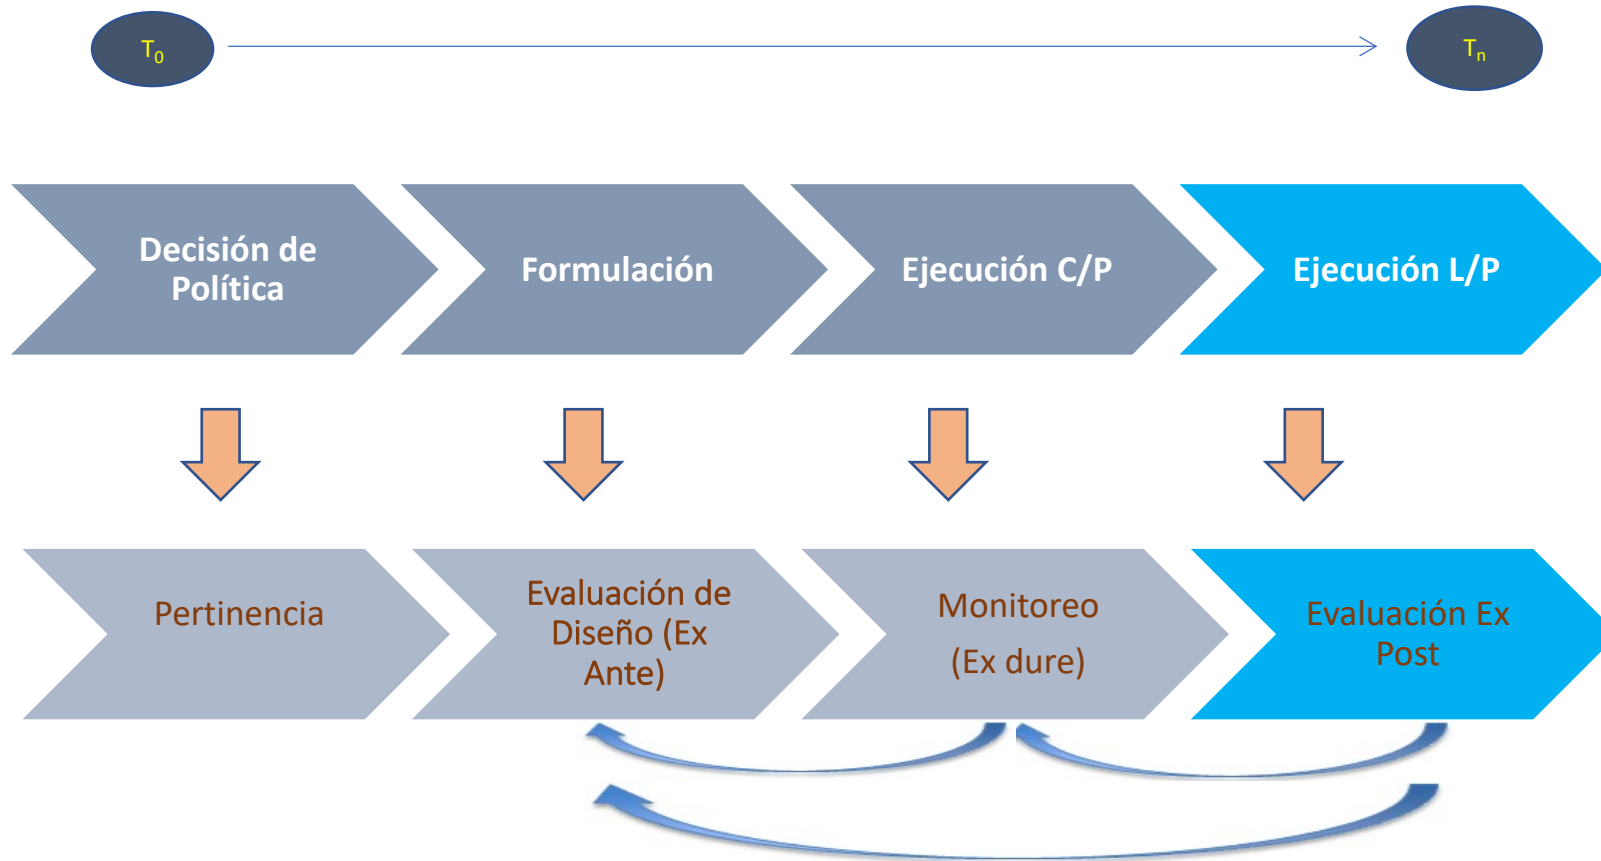 T₀
Tₙ
Decisión de
Política
Formulación
Ejecución C/P
Ejecución L/P
Pertinencia
Evaluación de
Diseño (Ex
Ante)
Monitoreo
(Ex dure)
Evaluación Ex
Post